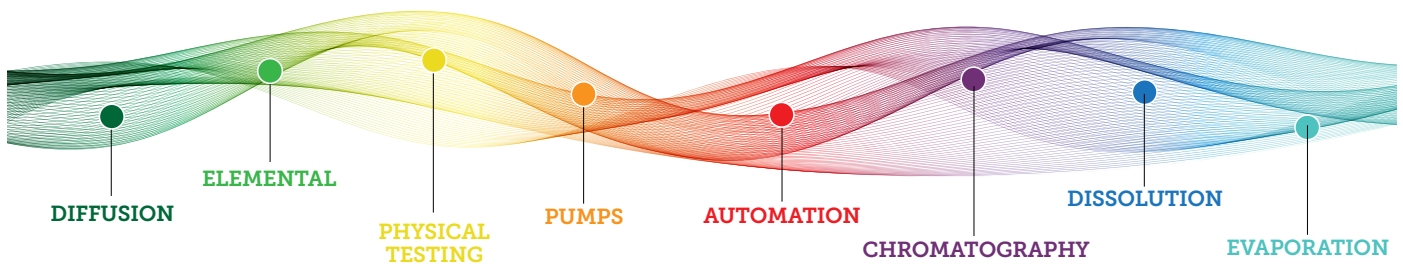 DIFFUSION
ELEMENTAL
PHYSICAL
TESTING
PUMPS
AUTOMATION
CHROMATOGRAPHY
DISSOLUTION
EVAPORATION